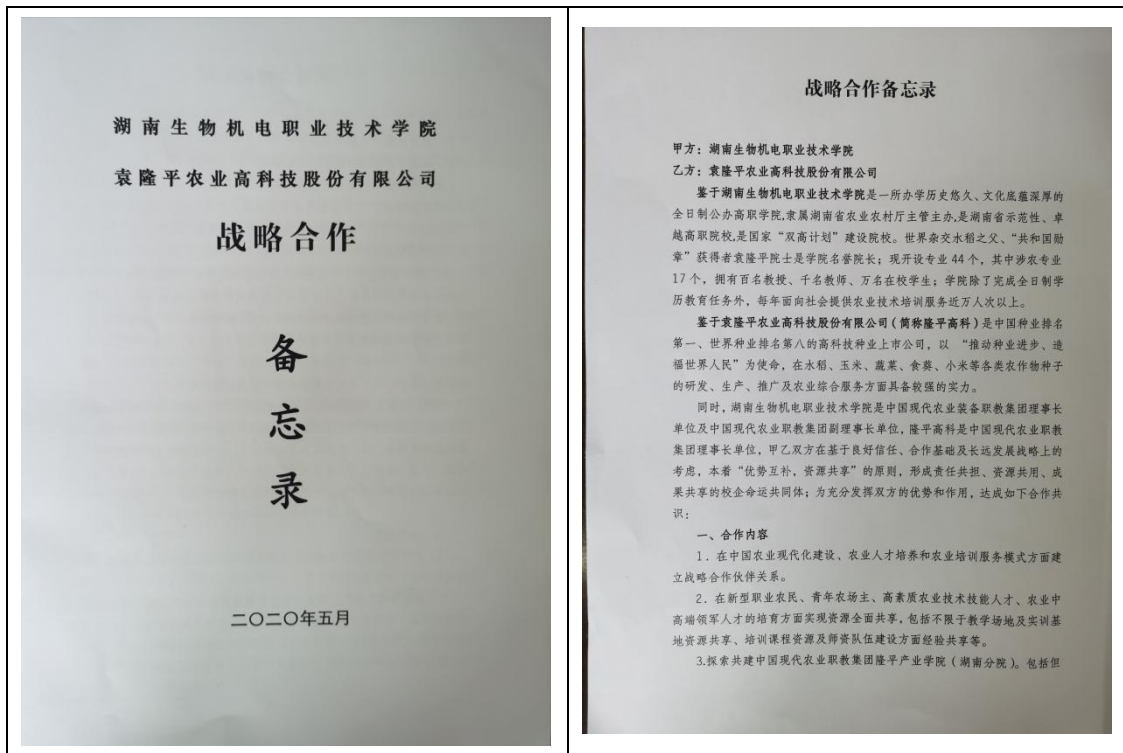 湖南生物机电职业技术学院
袁隆平农业高科技股份有限公司
战略合作
备
忘
录
二〇二〇年五月
战略合作备忘录
甲方：湖南生物机电职业技术学院
乙方：袁隆平农业高科技股份有限公司
鉴于湖南生物机电职业技术学院是一所办学历史悠久、文化底蕴深厚的
全日制公办高职学院,隶属湖南省农业农村厅主管主办,是湖南省示范性、卓
越高职院校,是国家“双高计划”建设院校。世界杂交水稻之父、“共和国勋
章”获得者袁隆平院士是学院名誉院长；现开设专业 44 个，其中涉农专业
17 个，拥有百名教授、千名教师、万名在校学生；学院除了完成全日制学
历教育任务外，每年面向社会提供农业技术培训服务近万人次以上。
鉴于袁隆平农业高科技股份有限公司（简称隆平高科）是中国种业排名
第一、世界种业排名第八的高科技种业上市公司，以 “推动种业进步、造
福世界人民”为使命，在水稻、玉米、蔬菜、食葵、小米等各类农作物种子
的研发、生产、推广及农业综合服务方面具备较强的实力。
同时，湖南生物机电职业技术学院是中国现代农业装备职教集团理事长
单位及中国现代农业职教集团副理事长单位，隆平高科是中国现代农业职教
集团理事长单位，甲乙双方在基于良好信任、合作基础及长远发展战略上的
考虑，本着“优势互补，资源共享”的原则，形成责任共担、资源共用、成
果共享的校企命运共同体；为充分发挥双方的优势和作用，达成如下合作共
识：
一、合作内容
1．在中国农业现代化建设、农业人才培养和农业培训服务模式方面建
立战略合作伙伴关系。
2．在新型职业农民、青年农场主、高素质农业技术技能人才、农业中
高端领军人才的培育方面实现资源全面共享，包括不限于教学场地及实训基
地资源共享、培训课程资源及师资队伍建设方面经验共享等。
3.探索共建中国现代农业职教集团隆平产业学院（湖南分院）。包括但